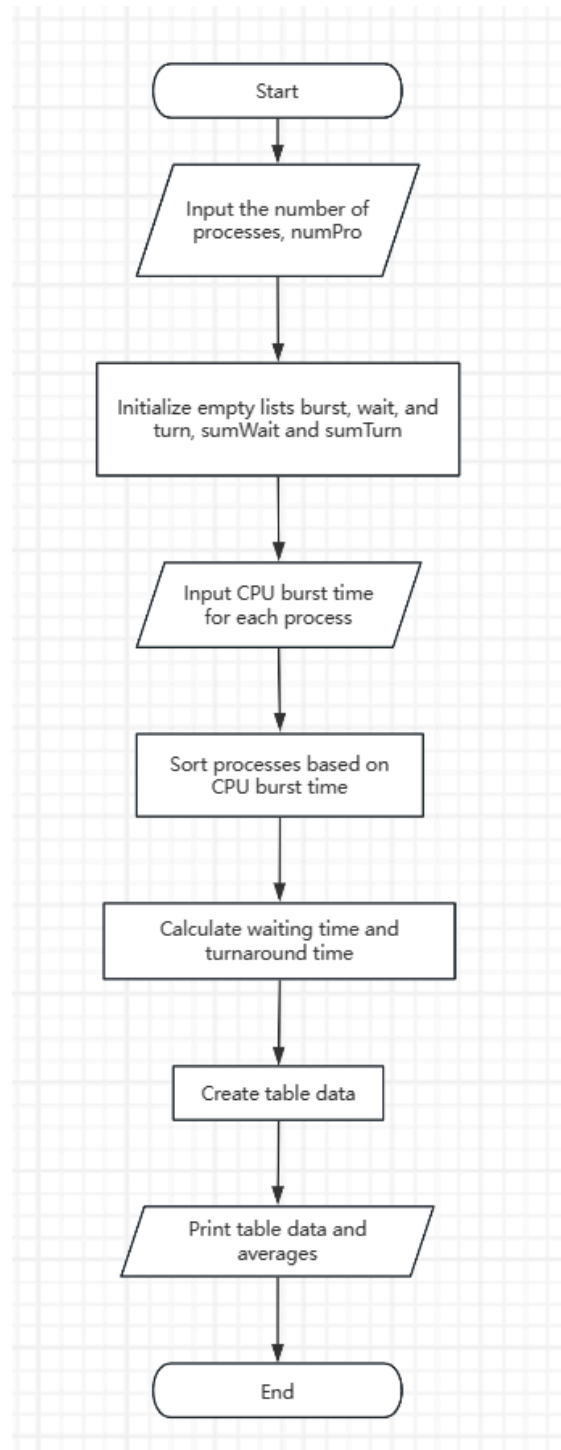 Start
Input the number of
processes, numPro
Initialize empty lists burst, wait, and
turn, sumWait and sumTurn
Input CPU burst time
for each process
Sort processes based on
CPU burst time
Calculate waiting time and
turnaround time
Create table data
Print table data and
averages
End